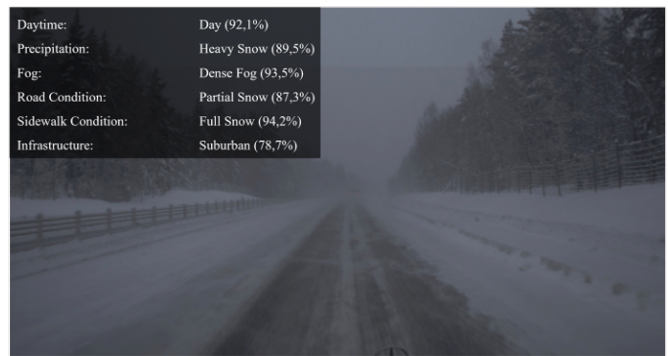 Daytime: Day (92,1%)
Precipitation: Heavy Snow (89,5%)
Fog: Dense Fog (93,5%)
Road Condition: Partial Snow (87,3%)
Sidewalk Condition: Full Snow (94,2%)
Infrastructure: Suburban (78,7%)